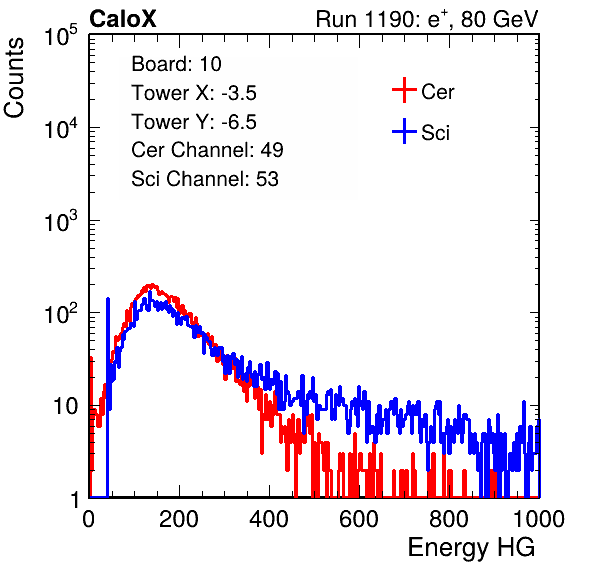 CaloX Run 1190: e⁺, 80 GeV
Counts
Board: 10
Tower X: -3.5
Tower Y: -6.5
Cer Channel: 49
Sci Channel: 53
Cer
Sci
10⁵
10⁴
10³
10²
10
1
0 200 400 600 800 1000
Energy HG